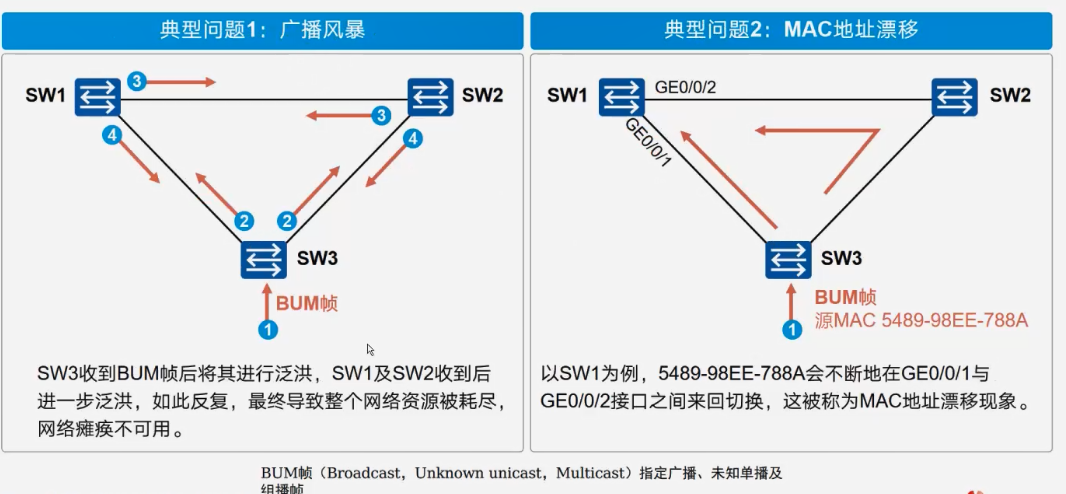 典型问题1：广播风暴
SW1
SW2
3
3
4
4
2
2
SW3
BUM帧
1
SW3收到BUM帧后将其进行泛洪，SW1及SW2收到后
进一步泛洪，如此反复，最终导致整个网络资源被耗尽，
网络瘫痪不可用。
典型问题2：MAC地址漂移
SW1
GE0/0/2
SW2
GE0/0/1
SW3
BUM帧
1
源MAC 5489-98EE-788A
以SW1为例，5489-98EE-788A会不断地在GE0/0/1与
GE0/0/2接口之间来回切换，这被称为MAC地址漂移现象。
BUM帧（Broadcast，Unknown unicast，Multicast）指定广播、未知单播及
组播帧